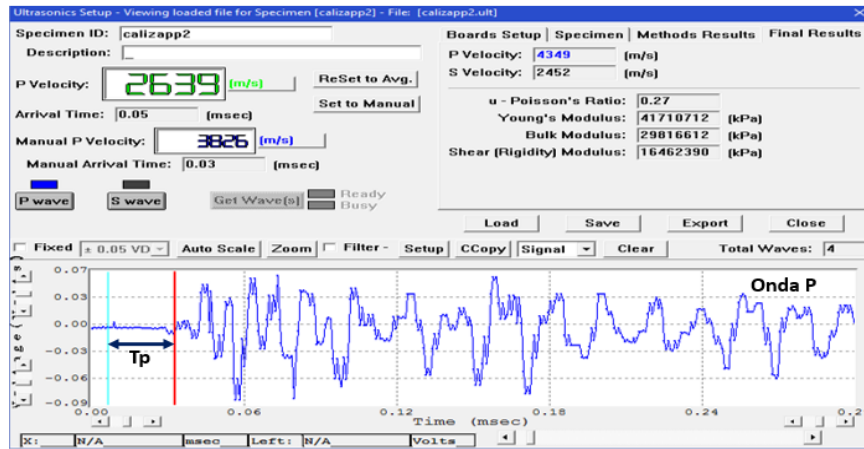 Ultrasonics Setup - Viewing loaded file for Specimen [calizapp2] - File: [calizapp2.ult]
Specimen ID: calizapp2
Description:
P Velocity: 2639 (m/s) ReSet to Avg.
Set to Manual
Arrival Time: 0.05 (msec)
Manual P Velocity: 3826 (m/s)
Manual Arrival Time: 0.03 (msec)
P wave S wave Get Wave(s) Ready
Busy
Boards Setup Specimen Methods Results Final Results
P Velocity: 4349 (m/s)
S Velocity: 2452 (m/s)
u - Poisson's Ratio: 0.27
Young's Modulus: 41710712 (kPa)
Bulk Modulus: 29816612 (kPa)
Shear (Rigidity) Modulus: 16462390 (kPa)
Load Save Export Close
Fixed ± 0.05 VD Auto Scale Zoom Filter - Setup CCopy Signal Clear Total Waves: 4
0.07
0.03
0.00
-0.03
-0.06
-0.09
Onda P
Tp
0.00 0.06 0.12 0.18 0.24 0.2
Time (msec)
X: N/A msec Left: N/A Volts